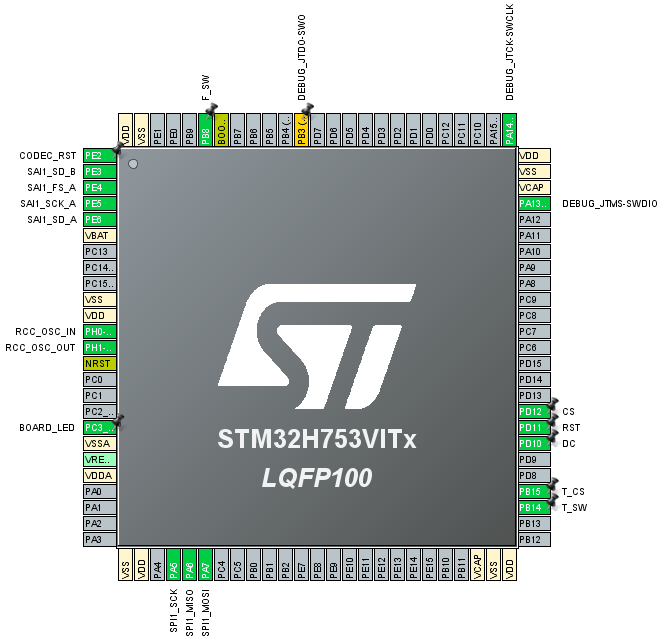 F_SW
DEBUG_JTDO-SWO
DEBUG_JTCK-SWCLK
VDD
VSS
PE1
PE0
PB9
PB8
BOO..
PB7
PB6
PB5
PB4 (..
PB3 (..
PD7
PD6
PD5
PD4
PD3
PD2
PD1
PD0
PC12
PC11
PC10
PA15..
PA14..
CODEC_RST PE2
SAI1_SD_B PE3
SAI1_FS_A PE4
SAI1_SCK_A PE5
SAI1_SD_A PE6
VBAT
PC13
PC14..
PC15..
VSS
VDD
RCC_OSC_IN PH0-..
RCC_OSC_OUT PH1-..
NRST
PC0
PC1
PC2_..
BOARD_LED PC3_..
VSSA
VRE..
VDDA
PA0
PA1
PA2
PA3
STM32H753VITx
LQFP100
VDD
VSS
VCAP
PA13.. DEBUG_JTMS-SWDIO
PA12
PA11
PA10
PA9
PA8
PC9
PC8
PC7
PC6
PD15
PD14
PD13
PD12 CS
PD11 RST
PD10 DC
PD9
PD8
PB15 T_CS
PB14 T_SW
PB13
PB12
VSS
VDD
PA4
PA5
PA6
PA7
PC4
PC5
PB0
PB1
PB2
PE7
PE8
PE9
PE10
PE11
PE12
PE13
PE14
PE15
PB10
PB11
VCAP
VSS
VDD
SPI1_SCK
SPI1_MISO
SPI1_MOSI